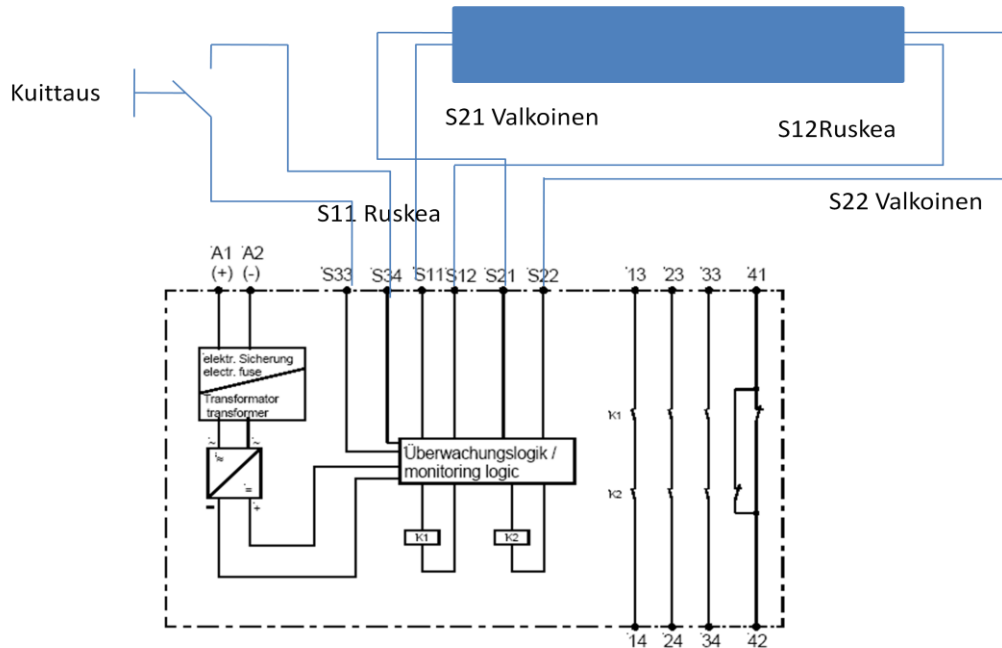 Kuittaus
S21 Valkoinen
S12Ruskea
S22 Valkoinen
S11 Ruskea
A1 A2 S33 S34 S11 S12 S21 S22 13 23 33 41
(+) (-)
elektr. Sicherung
electr. fuse
Transformator
transformer
~ ~
≈
=
- +
Überwachungslogik /
monitoring logic
K1
K2
K1 K2
14 24 34 42